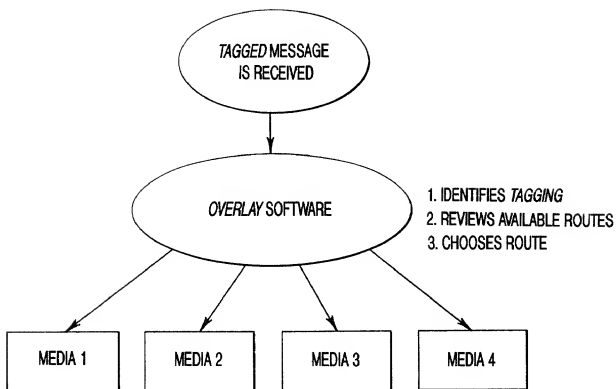 TAGGED MESSAGE
IS RECEIVED
OVERLAY SOFTWARE
1. IDENTIFIES TAGGING
2. REVIEWS AVAILABLE ROUTES
3. CHOOSES ROUTE
MEDIA 1
MEDIA 2
MEDIA 3
MEDIA 4